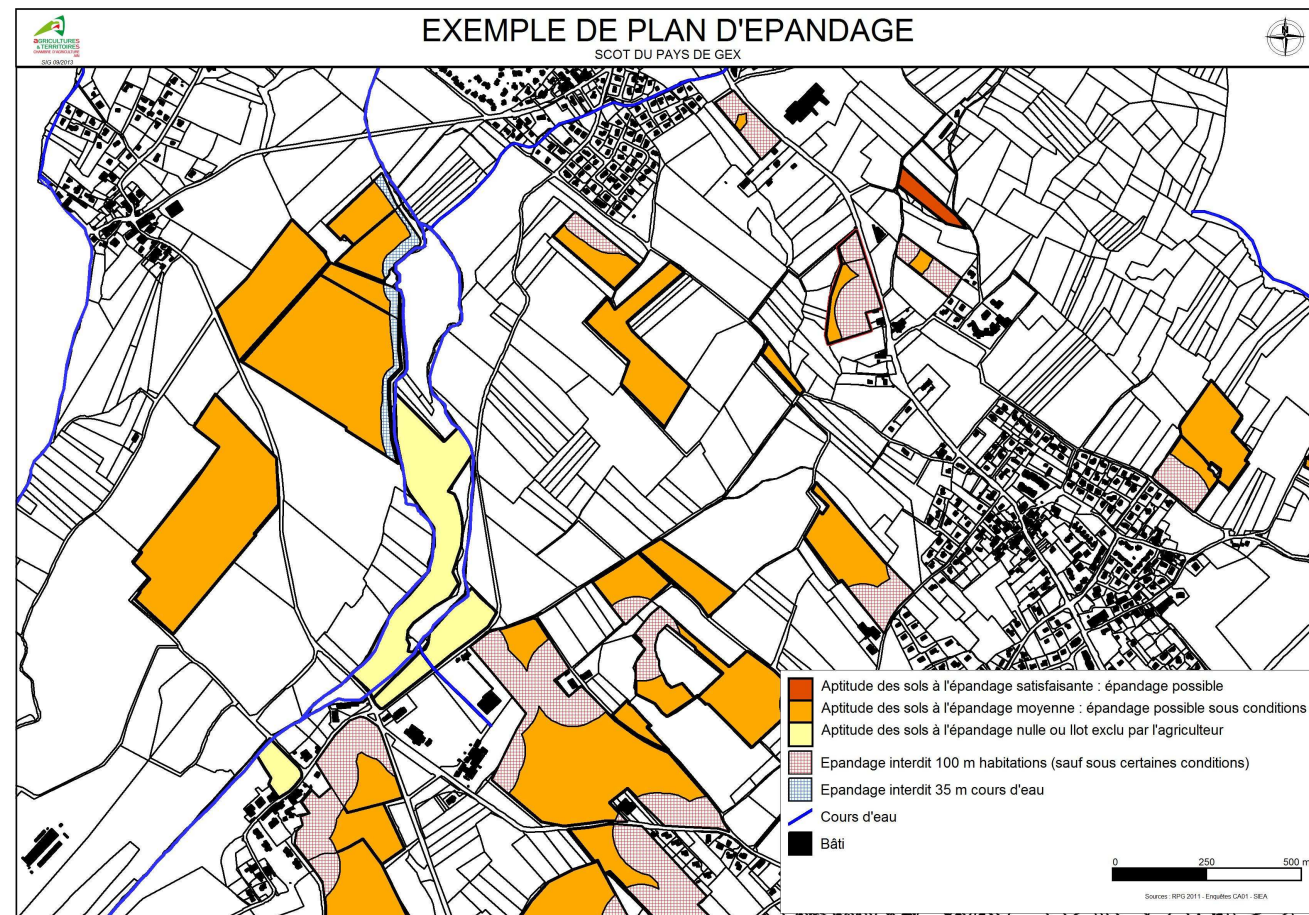 AGRICULTURES
& TERRITOIRES
CHAMBRE D'AGRICULTURE
SIG 09/2013
EXEMPLE DE PLAN D'EPANDAGE
SCOT DU PAYS DE GEX
Aptitude des sols à l'épandage satisfaisante : épandage possible
Aptitude des sols à l'épandage moyenne : épandage possible sous conditions
Aptitude des sols à l'épandage nulle ou Ilot exclu par l'agriculteur
Epandage interdit 100 m habitations (sauf sous certaines conditions)
Epandage interdit 35 m cours d'eau
Cours d'eau
Bâti
0 250 500 m
Sources : RPG 2011 - Enquêtes CA01 - SIEA